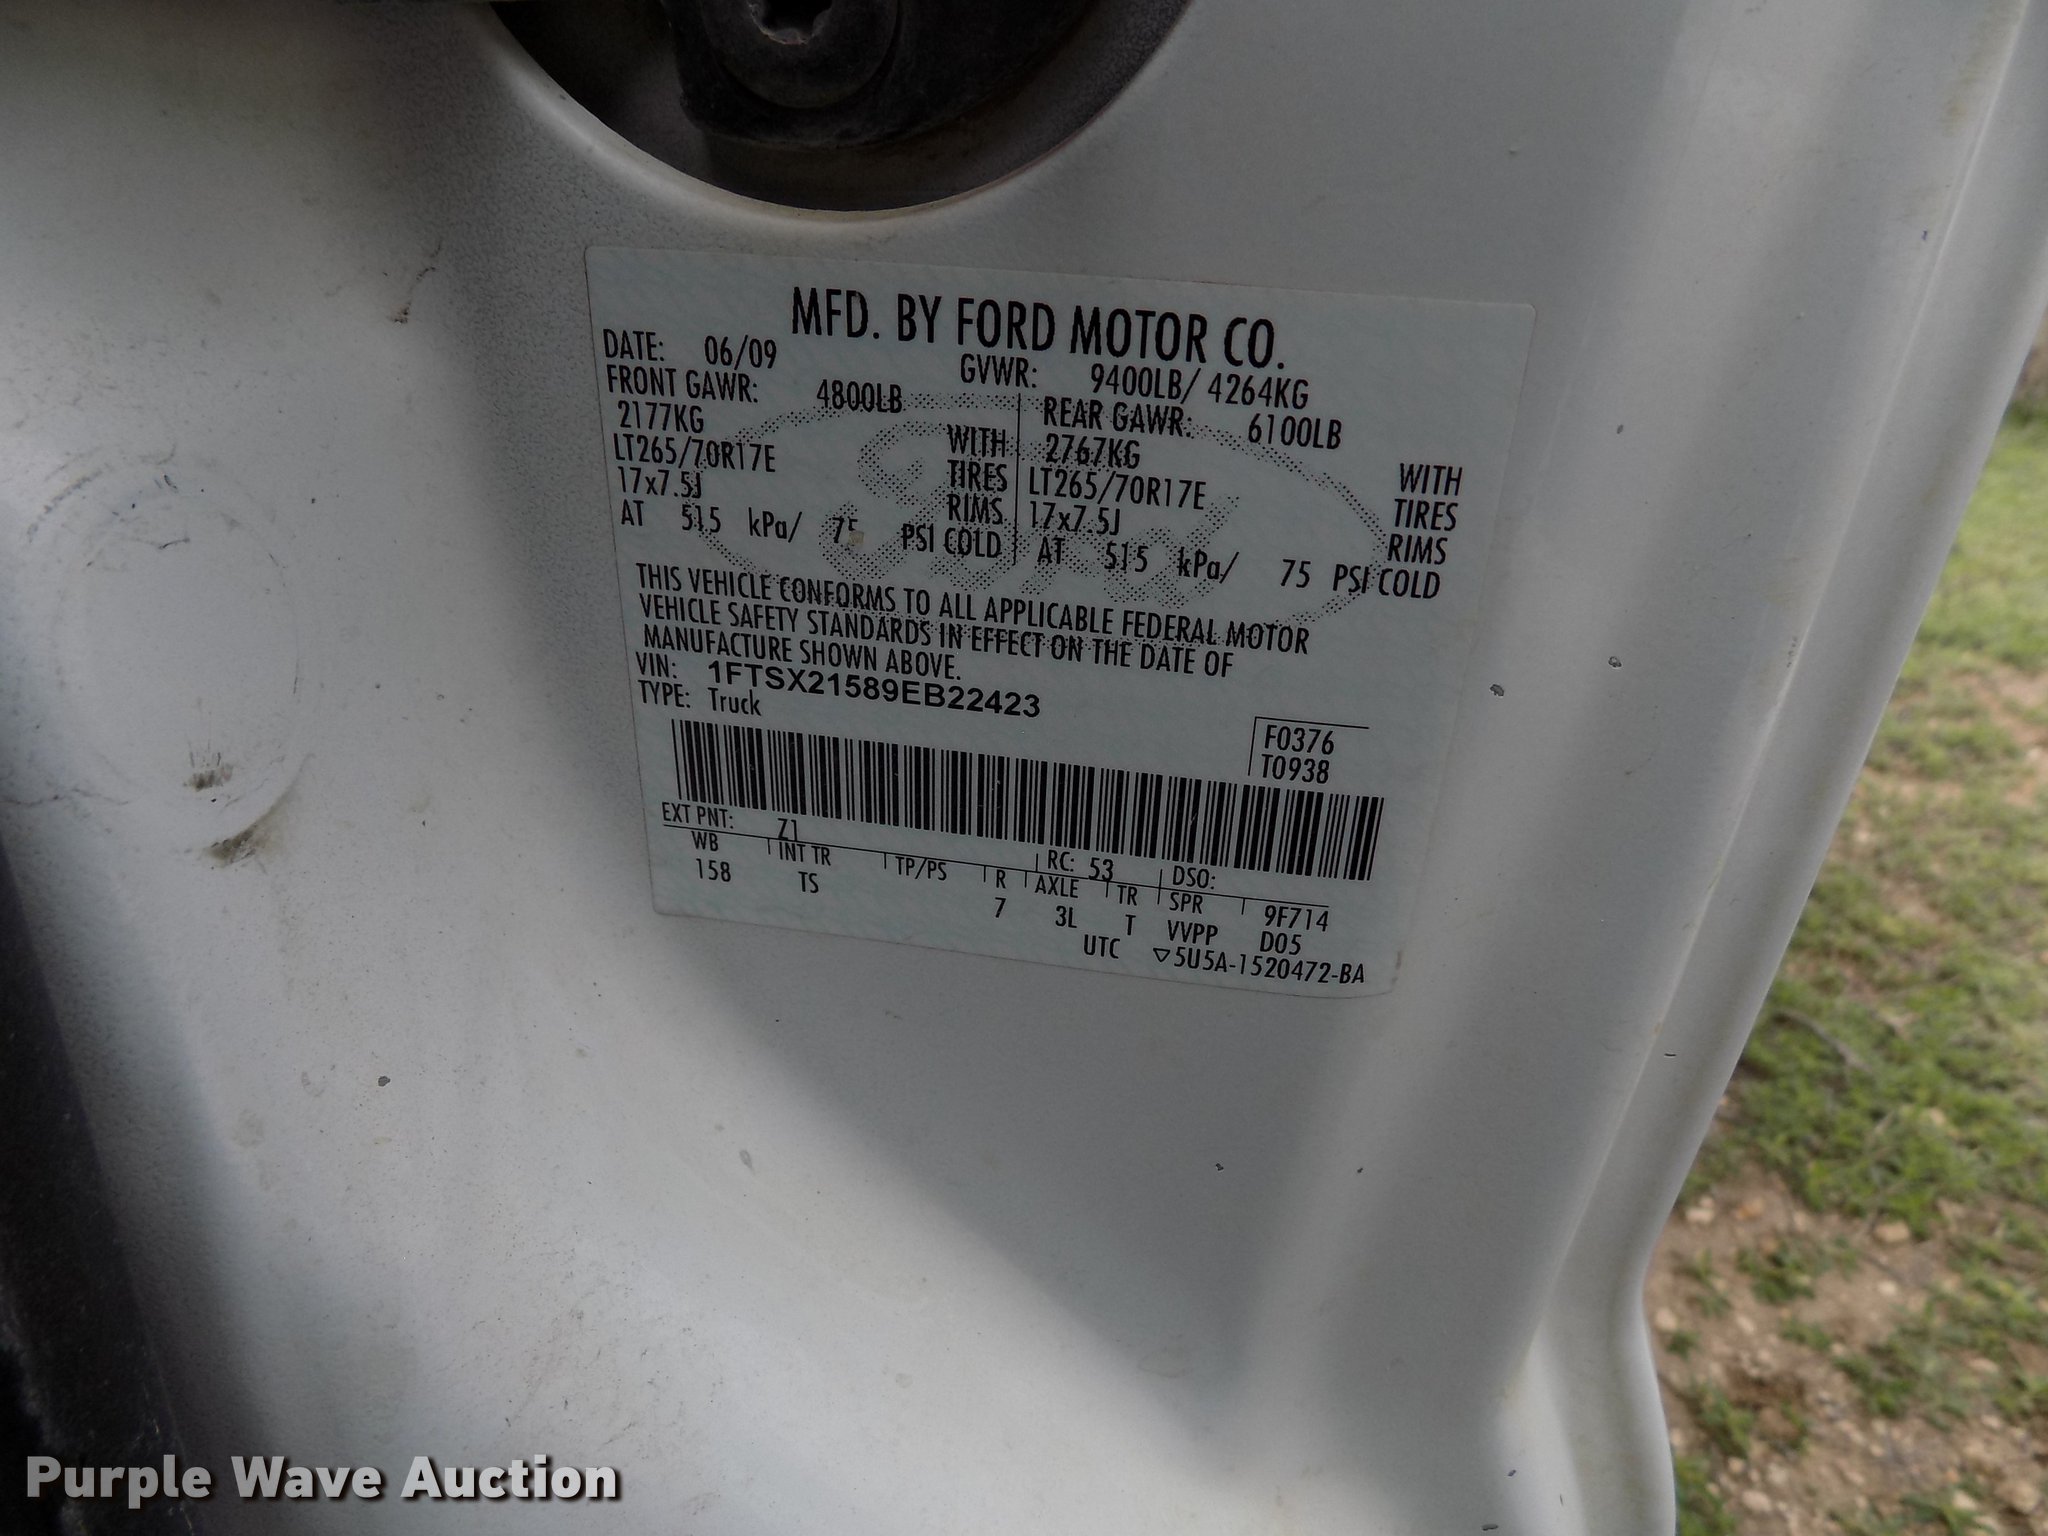 MFD. BY FORD MOTOR CO.
DATE: 06/09 GVWR: 9400LB/ 4264KG
FRONT GAWR: 4800LB REAR GAWR: 6100LB
2177KG WITH 2767KG WITH
LT265/70R17E TIRES LT265/70R17E TIRES
17x7.5J RIMS 17x7.5J RIMS
AT 515 kPa/ 75 PSI COLD AT 515 kPa/ 75 PSI COLD
THIS VEHICLE CONFORMS TO ALL APPLICABLE FEDERAL MOTOR
VEHICLE SAFETY STANDARDS IN EFFECT ON THE DATE OF
MANUFACTURE SHOWN ABOVE.
VIN: 1FTSX21589EB22423
TYPE: Truck
F0376
T0938
EXT PNT: Z1 RC: 53 DSO:
WB INT TR TP/PS R AXLE TR SPR 9F714
158 TS 7 3L T VVPP D05
UTC ▽5U5A-1520472-BA
Ford
Purple Wave Auction